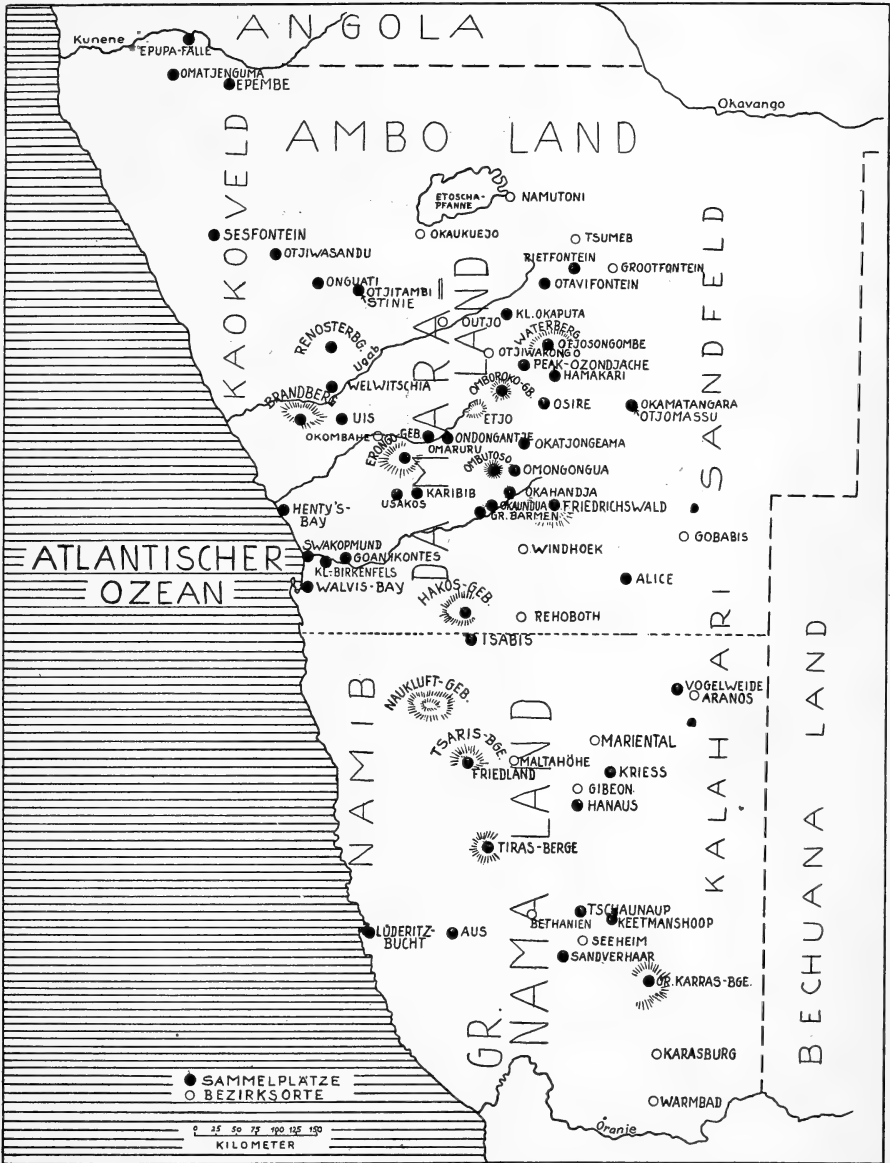 ANGOLA
Kunene
EPUPA-FÄLLE
OMATJENGUMA
EPEMBE
Okavango
KAOKOVELD
AMBO LAND
ETOSCHA-
PFANNE
NAMUTONI
SESFONTEIN
OKAUKUEJO
TSUMEB
OTJIWASANDU
RIETFONTEIN
GROOTFONTEIN
ONGUATI
OTJITAMBI
STINIE
OTAVIFONTEIN
SANDFELD
DAMARA=
LAND
OUTJO
KL. OKAPUTA
WATERBERG
RENOSTERBG.
Ugab
OTJOSONGOMBE
OTJIWARONGO
PEAK-OZONDJACHE
HAMAKARI
WELWITSCHIA
OMBOROKO-GB.
BRANDBERG
ETJO
OSIRE
OKAMATANGARA
OTJOMASSU
UIS
OKOMBAHE
ERONGO-GEB.
OMARURU
ONDONGANTJE
OKATJONGEAMA
OMBUTOSO
OMONGONGUA
USAKOS
KARIBIB
OKAHANDJA
HENTY'S-
BAY
OKAUNDUA
GR. BARMEN
FRIEDRICHSWALD
GOBABIS
ATLANTISCHER
OZEAN
SWAKOPMUND
GOANIKONTES
KL-BIRKENFELS
WINDHOEK
WALVIS-BAY
ALICE
HAKOS-GEB.
REHOBOTH
ISABIS
KALAHARI
BECHUANA LAND
NAMIB
NAUKLUFT-GEB.
VOGELWEIDE
ARANOS
TSARIS-BGE.
FRIEDLAND
MALTAHÖHE
MARIENTAL
KRIESS
GIBEON
HANAUS
TIRAS-BERGE
GR.
NAMA LAND
TSCHAUNAUP
BETHANIEN
KEETMANSHOOP
LÜDERITZ-
BUCHT
AUS
SEEHEIM
SANDVERHAAR
GR. KARRAS-BGE.
KARASBURG
WARMBAD
Oranje
SAMMELPLÄTZE
BEZIRKSORTE
0 25 50 75 100 125 150
KILOMETER